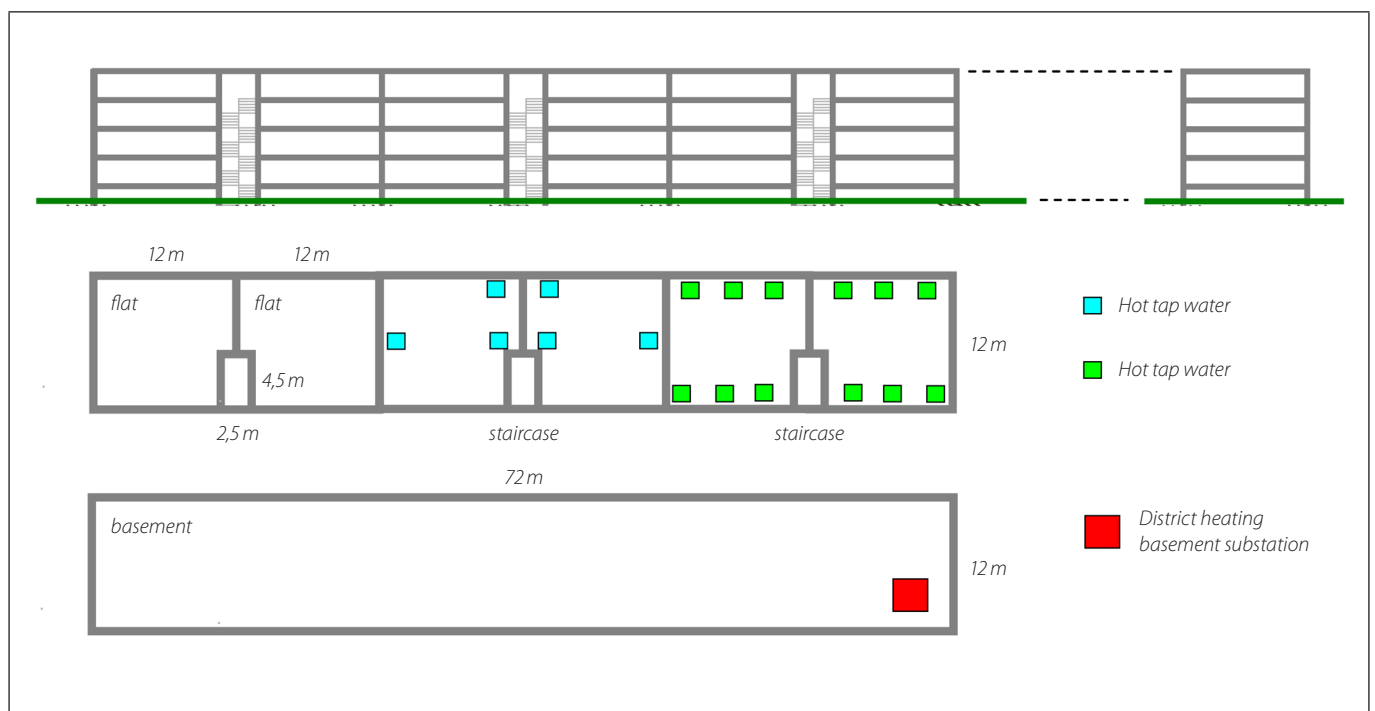 12 m
12 m
flat
flat
Hot tap water
12 m
Hot tap water
4,5 m
2,5 m
staircase
staircase
72 m
basement
District heating
basement substation
12 m